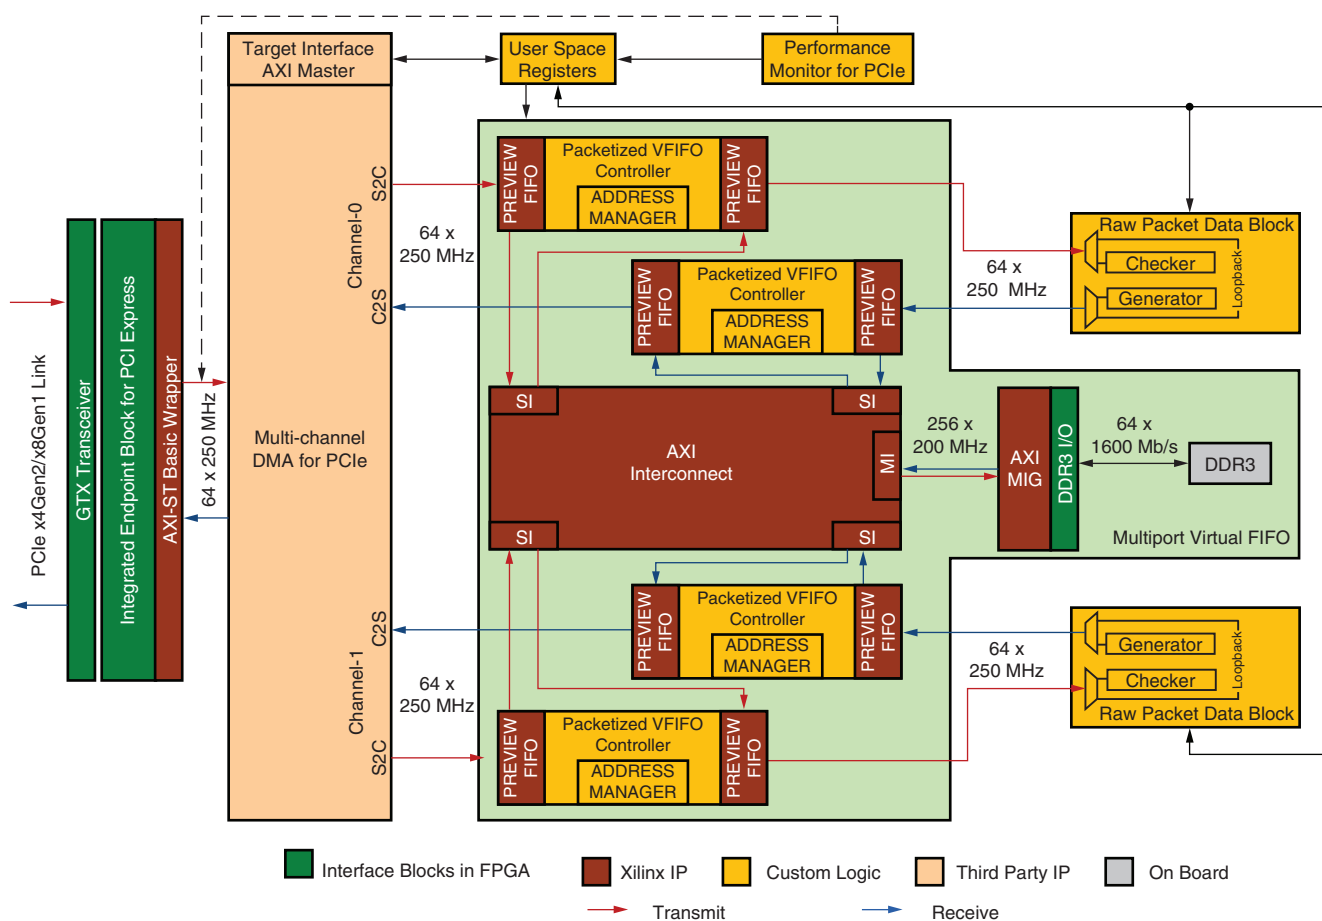 Target Interface
AXI Master
User Space
Registers
Performance
Monitor for PCIe
PCIe x4Gen2/x8Gen1 Link
GTX Transceiver
Integrated Endpoint Block for PCI Express
AXI-ST Basic Wrapper
64 x 250 MHz
Multi-channel
DMA for PCIe
Channel-0
S2C
C2S
Channel-1
C2S
S2C
64 x
250 MHz
64 x
250 MHz
PREVIEW
FIFO
Packetized VFIFO
Controller
ADDRESS
MANAGER
PREVIEW
FIFO
PREVIEW
FIFO
Packetized VFIFO
Controller
ADDRESS
MANAGER
PREVIEW
FIFO
SI
SI
AXI
Interconnect
MI
SI
SI
256 x
200 MHz
AXI
MIG
DDR3 I/O
64 x
1600 Mb/s
DDR3
Multiport Virtual FIFO
PREVIEW
FIFO
Packetized VFIFO
Controller
ADDRESS
MANAGER
PREVIEW
FIFO
PREVIEW
FIFO
Packetized VFIFO
Controller
ADDRESS
MANAGER
PREVIEW
FIFO
64 x
250 MHz
Raw Packet Data Block
Checker
Generator
Loopback
64 x
250 MHz
Generator
Checker
Loopback
Raw Packet Data Block
Interface Blocks in FPGA
Xilinx IP
Custom Logic
Third Party IP
On Board
Transmit
Receive